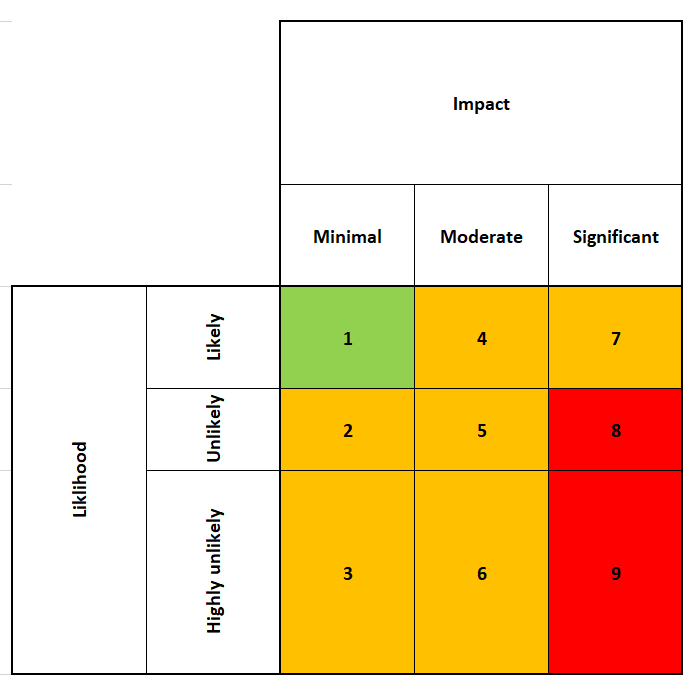 Impact
Minimal Moderate Significant
Liklihood
Likely 1 4 7
Unlikely 2 5 8
Highly unlikely 3 6 9